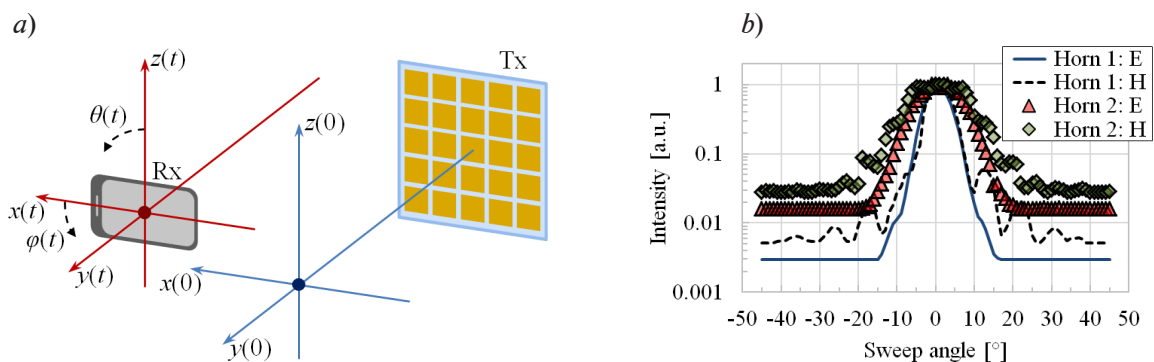 a)
z(t)
θ(t)
Rx
x(t)
φ(t)
y(t)
Tx
z(0)
x(0)
y(0)
b)
Horn 1: E
Horn 1: H
Horn 2: E
Horn 2: H
Intensity [a.u.]
1
0.1
0.01
0.001
-50 -40 -30 -20 -10 0 10 20 30 40 50
Sweep angle [°]